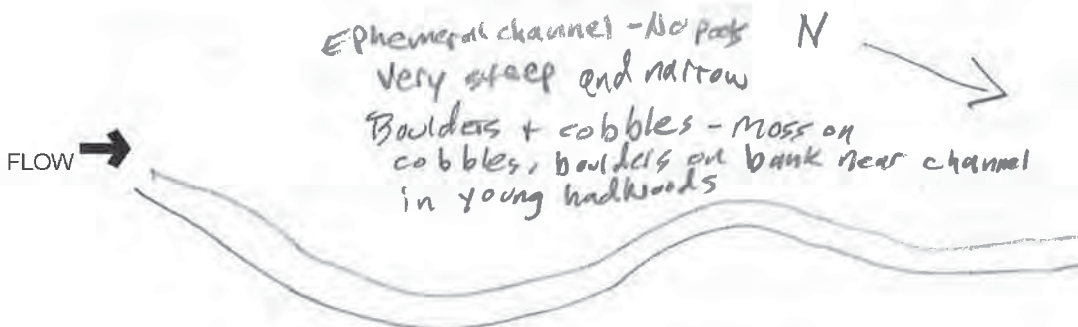 Ephemeral channel - No pools N
Very steep and narrow
Boulders + cobbles - Moss on
FLOW cobbles, boulders on bank near channel
in young hadwoods